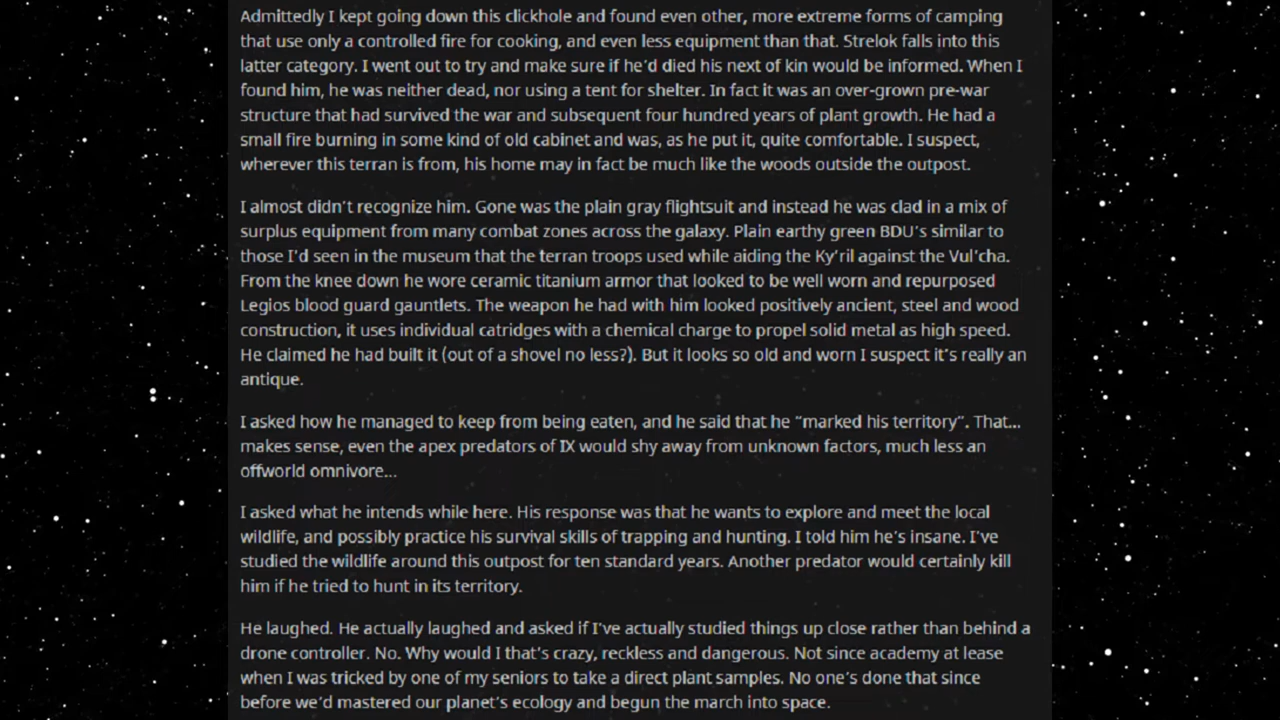 Admittedly I kept going down this clickhole and found even other, more extreme forms of camping
that use only a controlled fire for cooking, and even less equipment than that. Strelok falls into this
latter category. I went out to try and make sure if he'd died his next of kin would be informed. When I
found him, he was neither dead, nor using a tent for shelter. In fact it was an over-grown pre-war
structure that had survived the war and subsequent four hundred years of plant growth. He had a
small fire burning in some kind of old cabinet and was, as he put it, quite comfortable. I suspect,
wherever this terran is from, his home may in fact be much like the woods outside the outpost.
I almost didn't recognize him. Gone was the plain gray flightsuit and instead he was clad in a mix of
surplus equipment from many combat zones across the galaxy. Plain earthy green BDU's similar to
those I'd seen in the museum that the terran troops used while aiding the Ky'ril against the Vul'cha.
From the knee down he wore ceramic titanium armor that looked to be well worn and repurposed
Legios blood guard gauntlets. The weapon he had with him looked positively ancient, steel and wood
construction, it uses individual catridges with a chemical charge to propel solid metal as high speed.
He claimed he had built it (out of a shovel no less?). But it looks so old and worn I suspect it's really an
antique.
I asked how he managed to keep from being eaten, and he said that he "marked his territory". That...
makes sense, even the apex predators of IX would shy away from unknown factors, much less an
offworld omnivore...
I asked what he intends while here. His response was that he wants to explore and meet the local
wildlife, and possibly practice his survival skills of trapping and hunting. I told him he's insane. I've
studied the wildlife around this outpost for ten standard years. Another predator would certainly kill
him if he tried to hunt in its territory.
He laughed. He actually laughed and asked if I've actually studied things up close rather than behind a
drone controller. No. Why would I that's crazy, reckless and dangerous. Not since academy at lease
when I was tricked by one of my seniors to take a direct plant samples. No one's done that since
before we'd mastered our planet's ecology and begun the march into space.